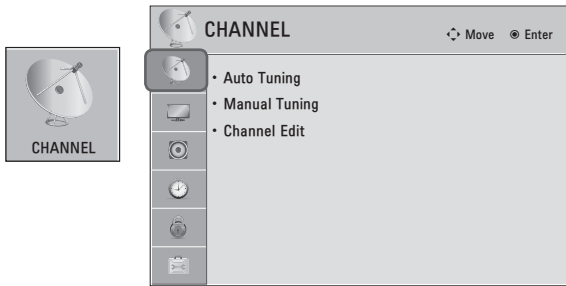 CHANNEL
CHANNEL
Move Enter
• Auto Tuning
• Manual Tuning
• Channel Edit